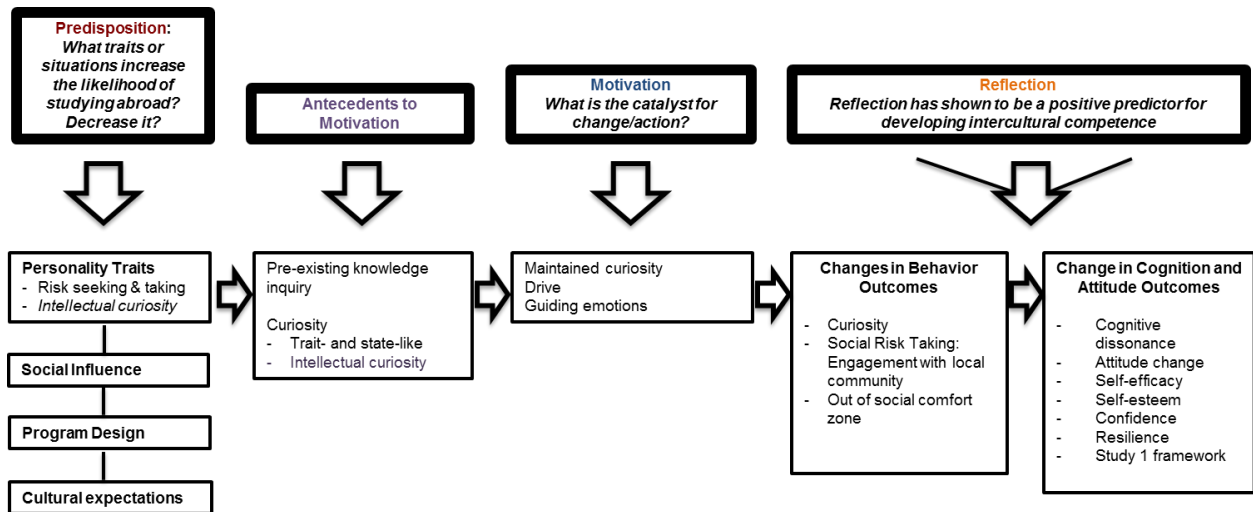 Predisposition:
What traits or
situations increase
the likelihood of
studying abroad?
Decrease it?
Antecedents to
Motivation
Motivation
What is the catalyst for
change/action?
Reflection
Reflection has shown to be a positive predictor for
developing intercultural competence
Personality Traits
- Risk seeking & taking
- Intellectual curiosity
Social Influence
Program Design
Cultural expectations
Pre-existing knowledge
inquiry
Curiosity
- Trait- and state-like
- Intellectual curiosity
Maintained curiosity
Drive
Guiding emotions
Changes in Behavior
Outcomes
- Curiosity
- Social Risk Taking:
Engagement with local
community
- Out of social comfort
zone
Change in Cognition and
Attitude Outcomes
- Cognitive
dissonance
- Attitude change
- Self-efficacy
- Self-esteem
- Confidence
- Resilience
- Study 1 framework